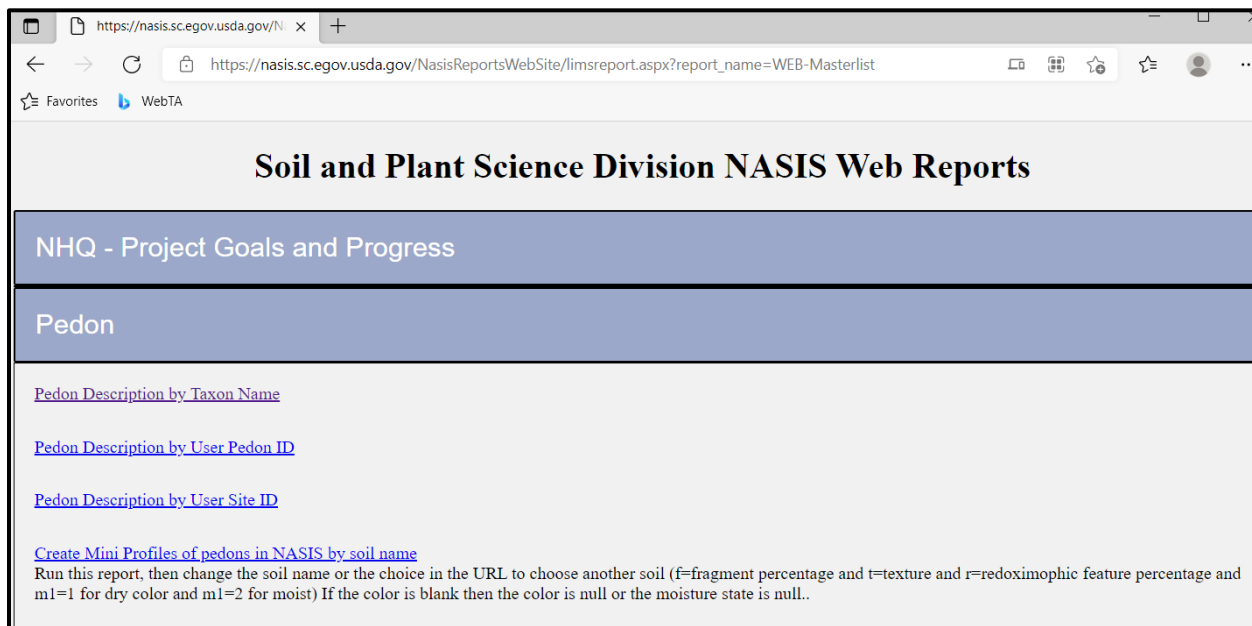 https://nasis.sc.egov.usda.gov/N
https://nasis.sc.egov.usda.gov/NasisReportsWebSite/limsreport.aspx?report_name=WEB-Masterlist
Favorites WebTA
Soil and Plant Science Division NASIS Web Reports
NHQ - Project Goals and Progress
Pedon
Pedon Description by Taxon Name
Pedon Description by User Pedon ID
Pedon Description by User Site ID
Create Mini Profiles of pedons in NASIS by soil name
Run this report, then change the soil name or the choice in the URL to choose another soil (f=fragment percentage and t=texture and r=redoximophic feature percentage and
m1=1 for dry color and m1=2 for moist) If the color is blank then the color is null or the moisture state is null..